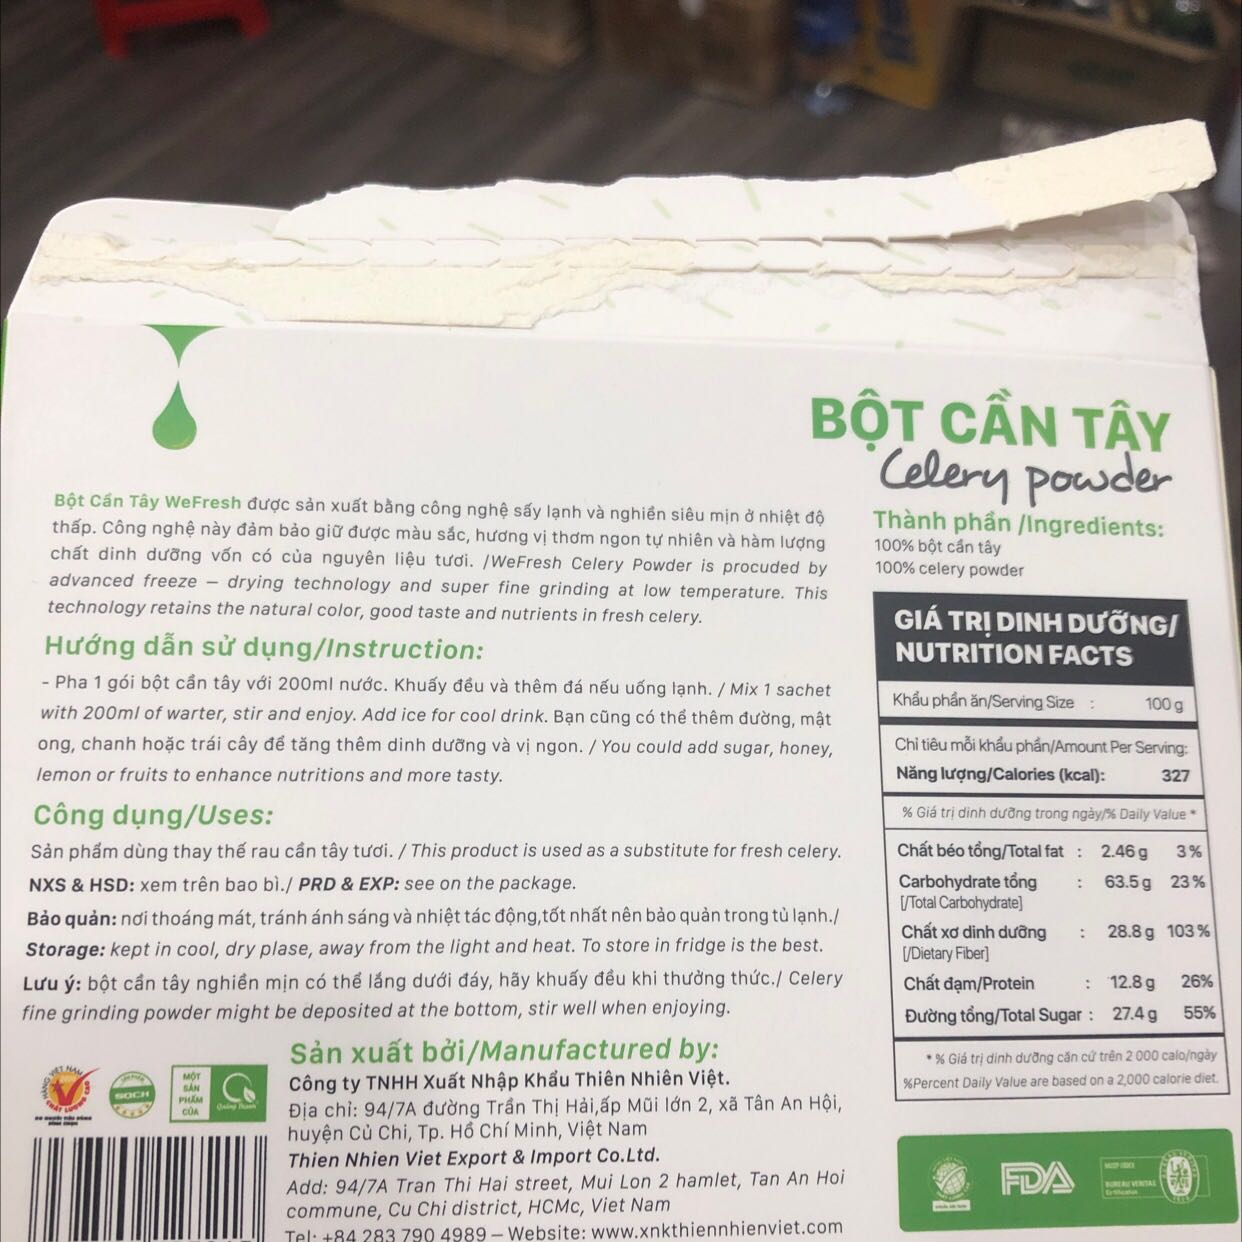 BỘT CẦN TÂY
Celery powder
Bột Cần Tây WeFresh được sản xuất bằng công nghệ sấy lạnh và nghiền siêu mịn ở nhiệt độ
thấp. Công nghệ này đảm bảo giữ được màu sắc, hương vị thơm ngon tự nhiên và hàm lượng
chất dinh dưỡng vốn có của nguyên liệu tươi. /WeFresh Celery Powder is procuded by
advanced freeze – drying technology and super fine grinding at low temperature. This
technology retains the natural color, good taste and nutrients in fresh celery.
Hướng dẫn sử dụng/Instruction:
- Pha 1 gói bột cần tây với 200ml nước. Khuấy đều và thêm đá nếu uống lạnh. / Mix 1 sachet
with 200ml of warter, stir and enjoy. Add ice for cool drink. Bạn cũng có thể thêm đường, mật
ong, chanh hoặc trái cây để tăng thêm dinh dưỡng và vị ngon. / You could add sugar, honey,
lemon or fruits to enhance nutritions and more tasty.
Công dụng/Uses:
Sản phẩm dùng thay thế rau cần tây tươi. / This product is used as a substitute for fresh celery.
NXS & HSD: xem trên bao bì./ PRD & EXP: see on the package.
Bảo quản: nơi thoáng mát, tránh ánh sáng và nhiệt tác động,tốt nhất nên bảo quản trong tủ lạnh./
Storage: kept in cool, dry plase, away from the light and heat. To store in fridge is the best.
Lưu ý: bột cần tây nghiền mịn có thể lắng dưới đáy, hãy khuấy đều khi thưởng thức./ Celery
fine grinding powder might be deposited at the bottom, stir well when enjoying.
Sản xuất bởi/Manufactured by:
Công ty TNHH Xuất Nhập Khẩu Thiên Nhiên Việt.
Địa chỉ: 94/7A đường Trần Thị Hải,ấp Mũi lớn 2, xã Tân An Hội,
huyện Củ Chi, Tp. Hồ Chí Minh, Việt Nam
Thien Nhien Viet Export & Import Co.Ltd.
Add: 94/7A Tran Thi Hai street, Mui Lon 2 hamlet, Tan An Hoi
commune, Cu Chi district, HCMc, Viet Nam
Tel: +84 283 790 4989 – Website: www.xnkthiennhienviet.com
HÀNG VIỆT NAM
CHẤT LƯỢNG CAO
SQCH
MỘT
SẢN
PHẨM
CỦA
Quảng Thanh
Thành phần /Ingredients:
100% bột cần tây
100% celery powder
GIÁ TRỊ DINH DƯỠNG/
NUTRITION FACTS
Khẩu phần ăn/Serving Size : 100 g
Chỉ tiêu mỗi khẩu phần/Amount Per Serving:
Năng lượng/Calories (kcal): 327
% Giá trị dinh dưỡng trong ngày/% Daily Value *
Chất béo tổng/Total fat : 2.46 g 3 %
Carbohydrate tổng : 63.5 g 23 %
[/Total Carbohydrate]
Chất xơ dinh dưỡng : 28.8 g 103 %
[/Dietary Fiber]
Chất đạm/Protein : 12.8 g 26%
Đường tổng/Total Sugar : 27.4 g 55%
* % Giá trị dinh dưỡng căn cứ trên 2 000 calo/ngày
%Percent Daily Value are based on a 2,000 calorie diet.
FDA
BUREAU VERITAS
Certification